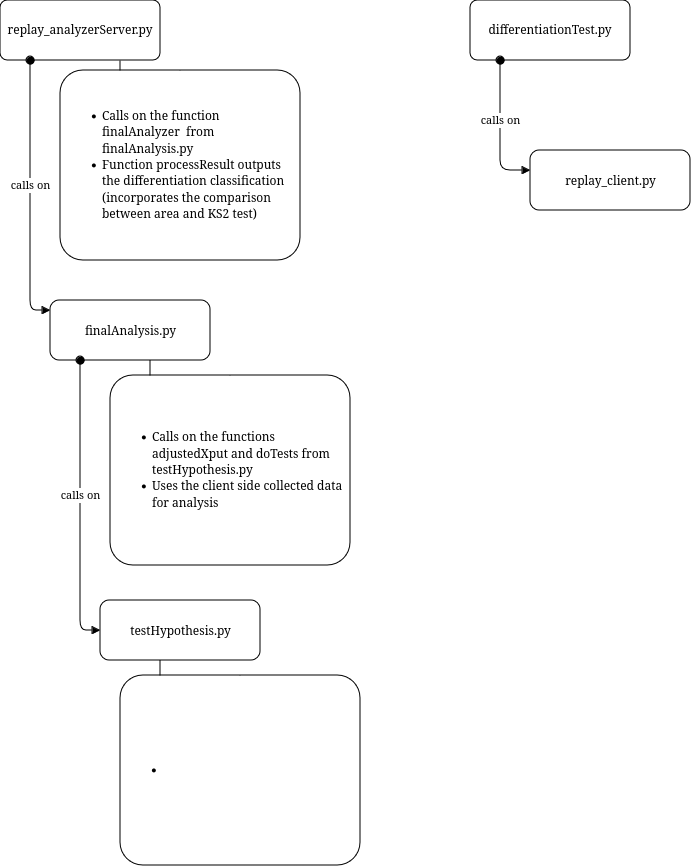 replay_analyzerServer.py
differentiationTest.py
• Calls on the function
finalAnalyzer  from
finalAnalysis.py
• Function processResult outputs
the differentiation classification
(incorporates the comparison
between area and KS2 test)
calls on
calls on
replay_client.py
finalAnalysis.py
• Calls on the functions
adjustedXput and doTests from
testHypothesis.py
• Uses the client side collected data
for analysis
calls on
testHypothesis.py
•